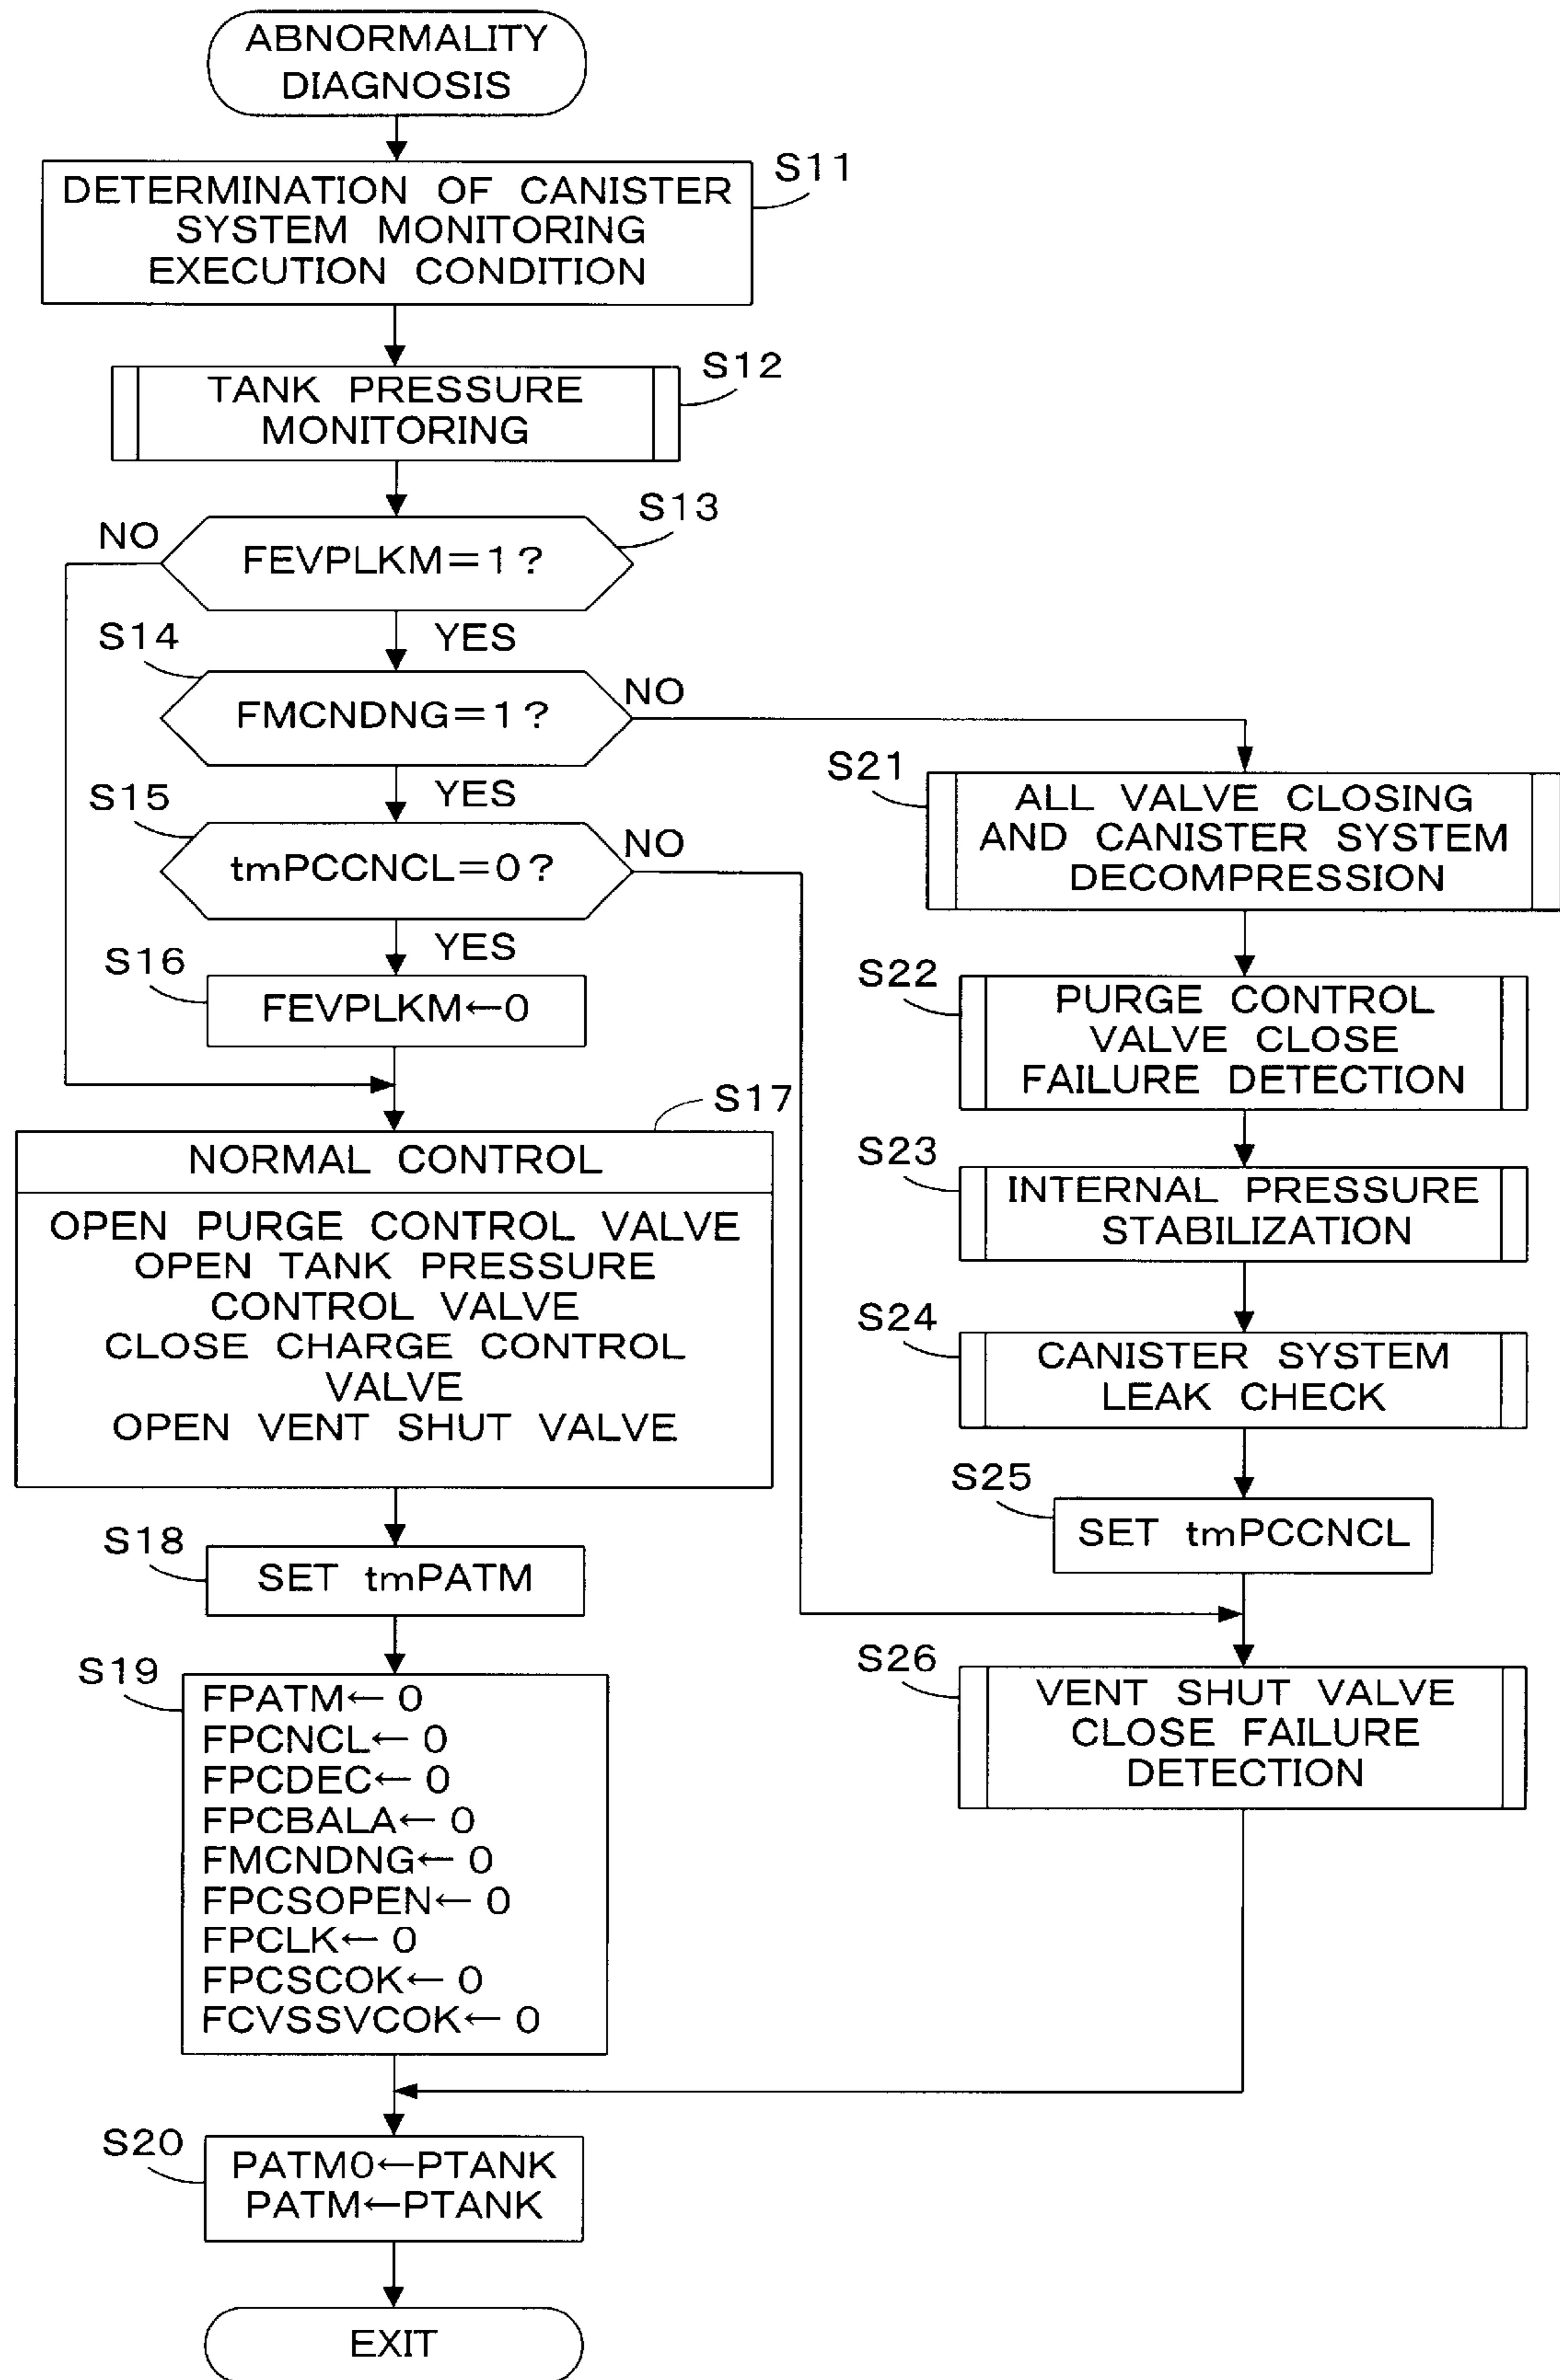 ABNORMALITY
DIAGNOSIS
S11
DETERMINATION OF CANISTER
SYSTEM MONITORING
EXECUTION CONDITION
S12
TANK PRESSURE
MONITORING
S13
NO
FEVPLKM=1?
YES
S14
FMCNDNG=1?
NO
YES
S15
tmPCCNCL=0?
NO
YES
S16
FEVPLKM←0
S17
NORMAL CONTROL
OPEN PURGE CONTROL VALVE
OPEN TANK PRESSURE
CONTROL VALVE
CLOSE CHARGE CONTROL
VALVE
OPEN VENT SHUT VALVE
S18
SET tmPATM
S19
FPATM←0
FPCNCL←0
FPCDEC←0
FPCBALA←0
FMCNDNG←0
FPCSOPEN←0
FPCLK←0
FPCSCOK←0
FCVSSVCOK←0
S20
PATM0←PTANK
PATM←PTANK
EXIT
S21
ALL VALVE CLOSING
AND CANISTER SYSTEM
DECOMPRESSION
S22
PURGE CONTROL
VALVE CLOSE
FAILURE DETECTION
S23
INTERNAL PRESSURE
STABILIZATION
S24
CANISTER SYSTEM
LEAK CHECK
S25
SET tmPCCNCL
S26
VENT SHUT VALVE
CLOSE FAILURE
DETECTION